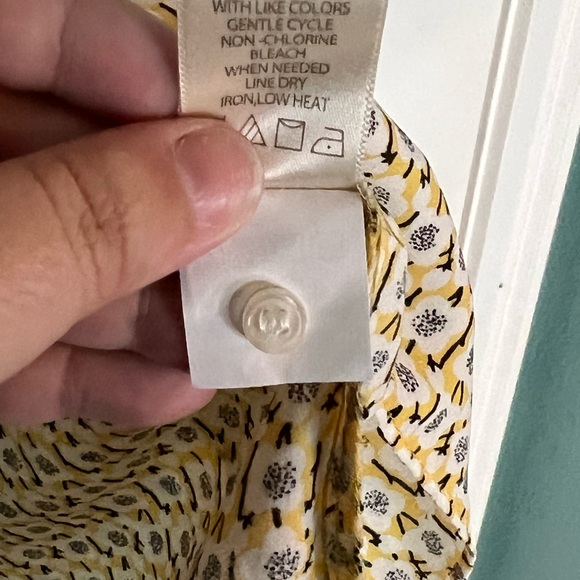 WITH LIKE COLORS
GENTLE CYCLE
NON-CHLORINE
BLEACH
WHEN NEEDED
LINE DRY
IRON,LOW HEAT